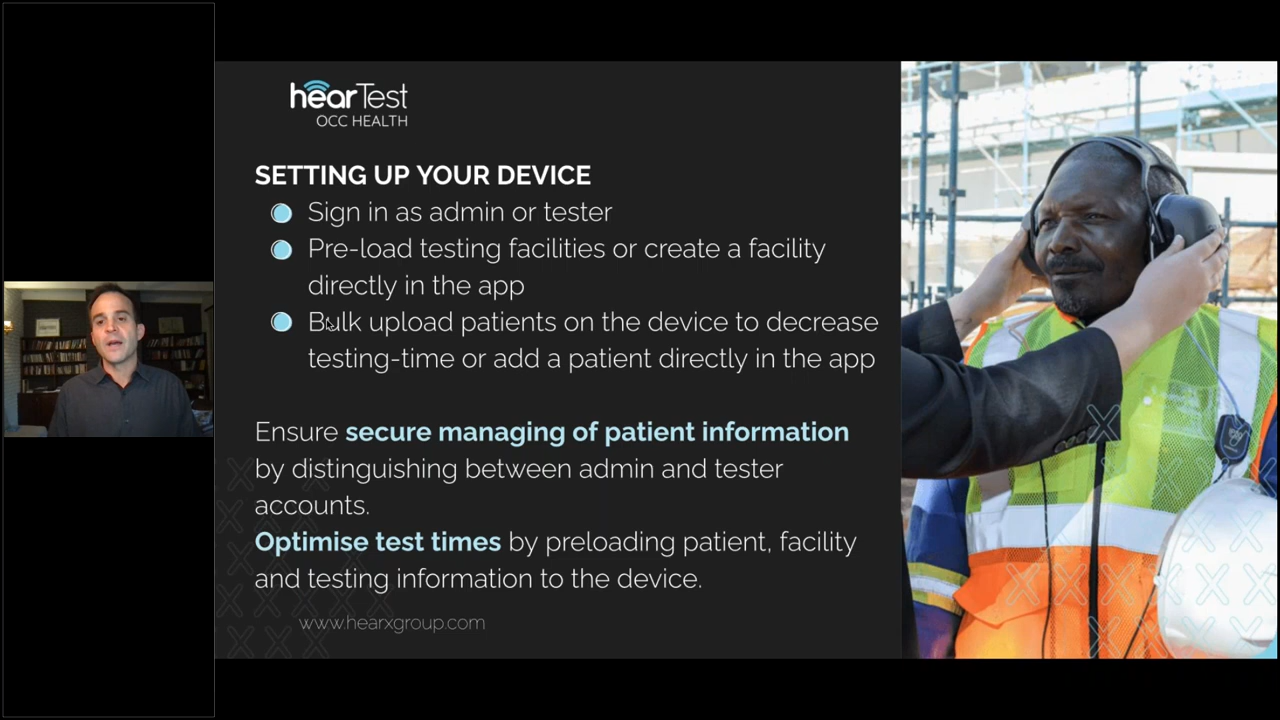 hearTest
OCC HEALTH
SETTING UP YOUR DEVICE
Sign in as admin or tester
Pre-load testing facilities or create a facility
directly in the app
Bulk upload patients on the device to decrease
testing-time or add a patient directly in the app
Ensure secure managing of patient information
by distinguishing between admin and tester
accounts.
Optimise test times by preloading patient, facility
and testing information to the device.
www.hearxgroup.com